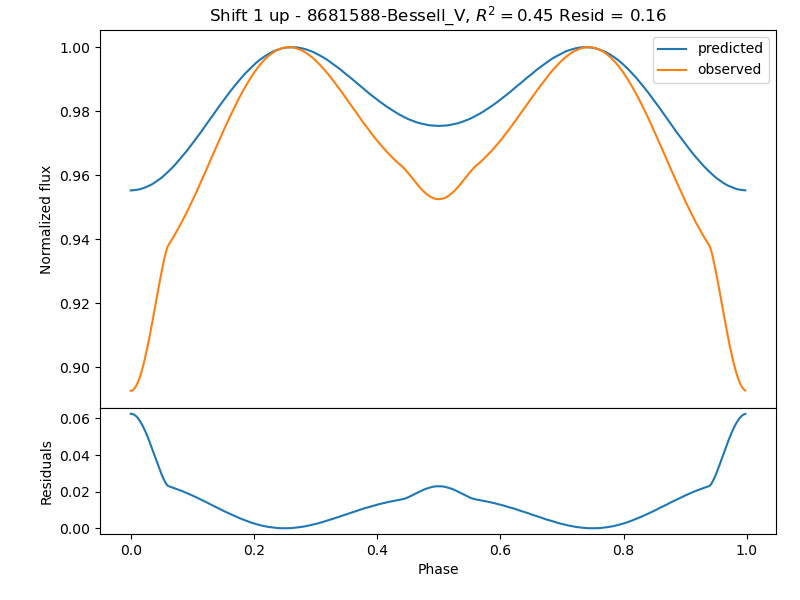 Shift 1 up - 8681588-Bessell_V, $R^2 = 0.45$ Resid = 0.16
predicted
observed
Normalized flux
1.00
0.98
0.96
0.94
0.92
0.90
Residuals
0.06
0.04
0.02
0.00
0.0 0.2 0.4 0.6 0.8 1.0
Phase